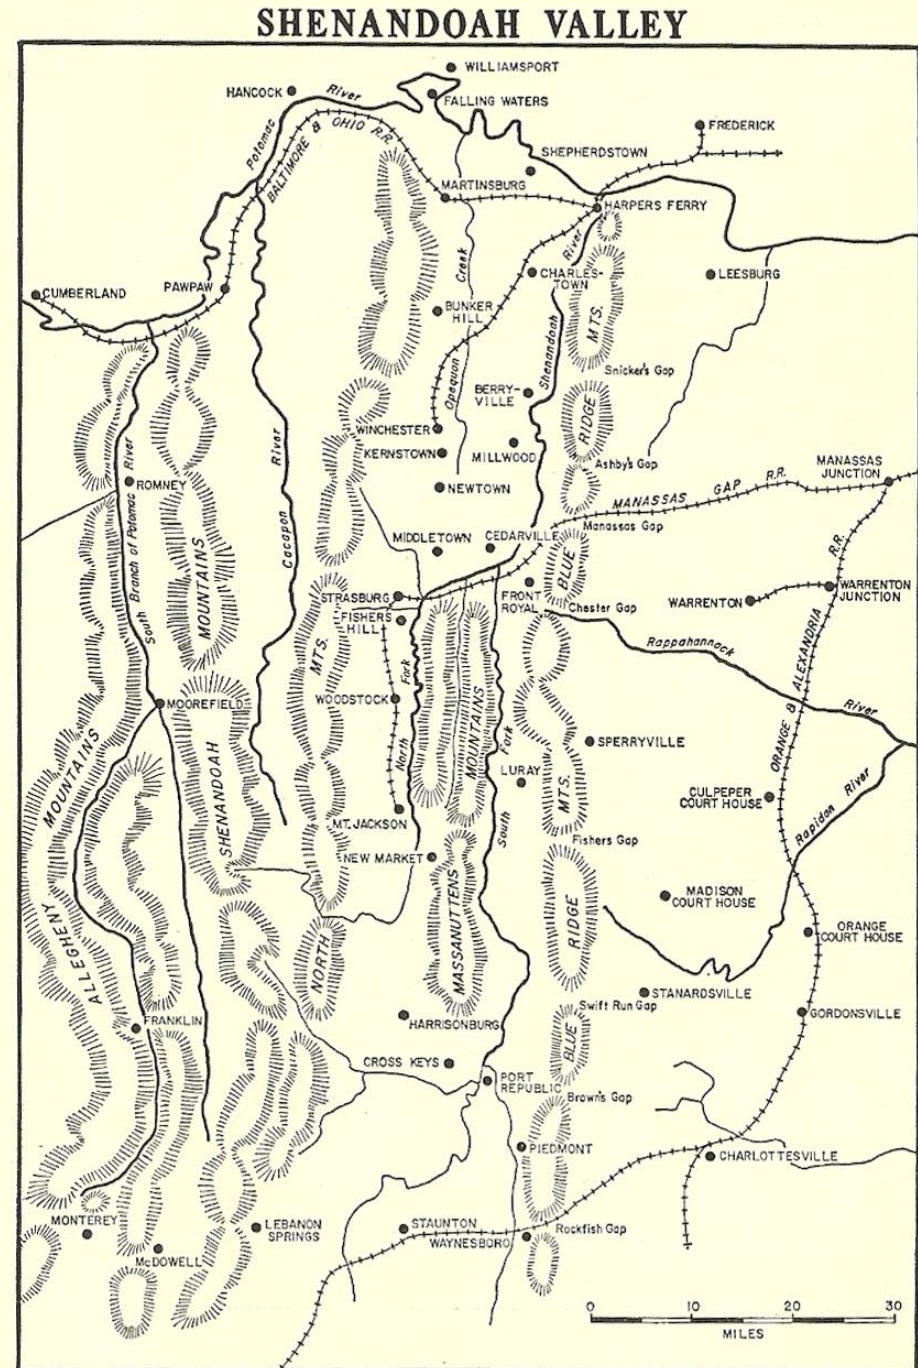 SHENANDOAH VALLEY
WILLIAMSPORT
HANCOCK
River
FALLING WATERS
Potomac
BALTIMORE & OHIO R.R.
FREDERICK
SHEPHERDSTOWN
MARTINSBURG
HARPERS FERRY
River
Creek
CHARLES-
TOWN
LEESBURG
CUMBERLAND
PAWPAW
BUNKER
HILL
MTS.
Shenandoah
Opequon
Snicker's Gap
BERRY-
VILLE
RIDGE
WINCHESTER
KERNSTOWN
MILLWOOD
River
River
Ashby's Gap
MANASSAS
JUNCTION
ROMNEY
NEWTOWN
MANASSAS GAP R.R.
Manassas Gap
Cacapon
South Branch of Potomac
MOUNTAINS
MIDDLETOWN
CEDARVILLE
BLUE
R.R.
STRASBURG
FRONT
ROYAL
Chester Gap
WARRENTON
WARRENTON
JUNCTION
FISHERS
HILL
MTS.
Rappahannock
River
ORANGE & ALEXANDRIA
Fork
WOODSTOCK
North
MOUNTAINS
Fork
South
MOOREFIELD
SPERRYVILLE
MOUNTAINS
SHENANDOAH
LURAY
MTS.
CULPEPER
COURT HOUSE
Rapidan River
MT. JACKSON
Fishers Gap
NEW MARKET
MADISON
COURT HOUSE
MASSANUTTENS
RIDGE
ALLEGHENY
NORTH
ORANGE
COURT HOUSE
STANARDSVILLE
Swift Run Gap
GORDONSVILLE
FRANKLIN
HARRISONBURG
BLUE
CROSS KEYS
PORT
REPUBLIC
Brown's Gap
PIEDMONT
CHARLOTTESVILLE
MONTEREY
LEBANON
SPRINGS
STAUNTON
WAYNESBORO
Rockfish Gap
McDOWELL
0 10 20 30
MILES